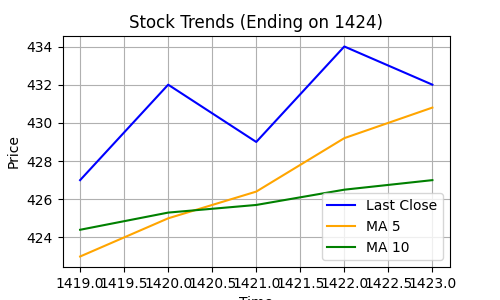 Stock Trends (Ending on 1424)
434
432
430
428
426
424
Price
Last Close
MA 5
MA 10
1419.0 1419.5 1420.0 1420.5 1421.0 1421.5 1422.0 1422.5 1423.0
Time